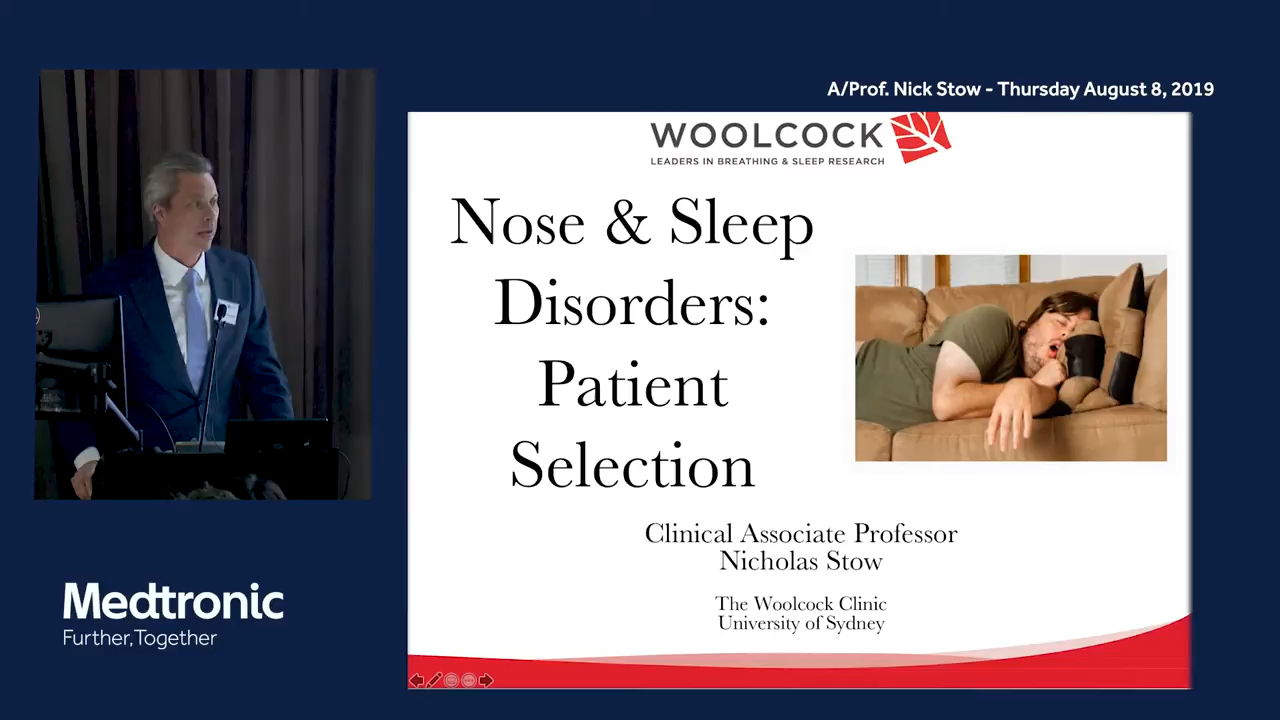 A/Prof. Nick Stow - Thursday August 8, 2019
WOOLCOCK
LEADERS IN BREATHING & SLEEP RESEARCH
Nose & Sleep
Disorders:
Patient
Selection
Clinical Associate Professor
Nicholas Stow
The Woolcock Clinic
University of Sydney
Medtronic
Further, Together